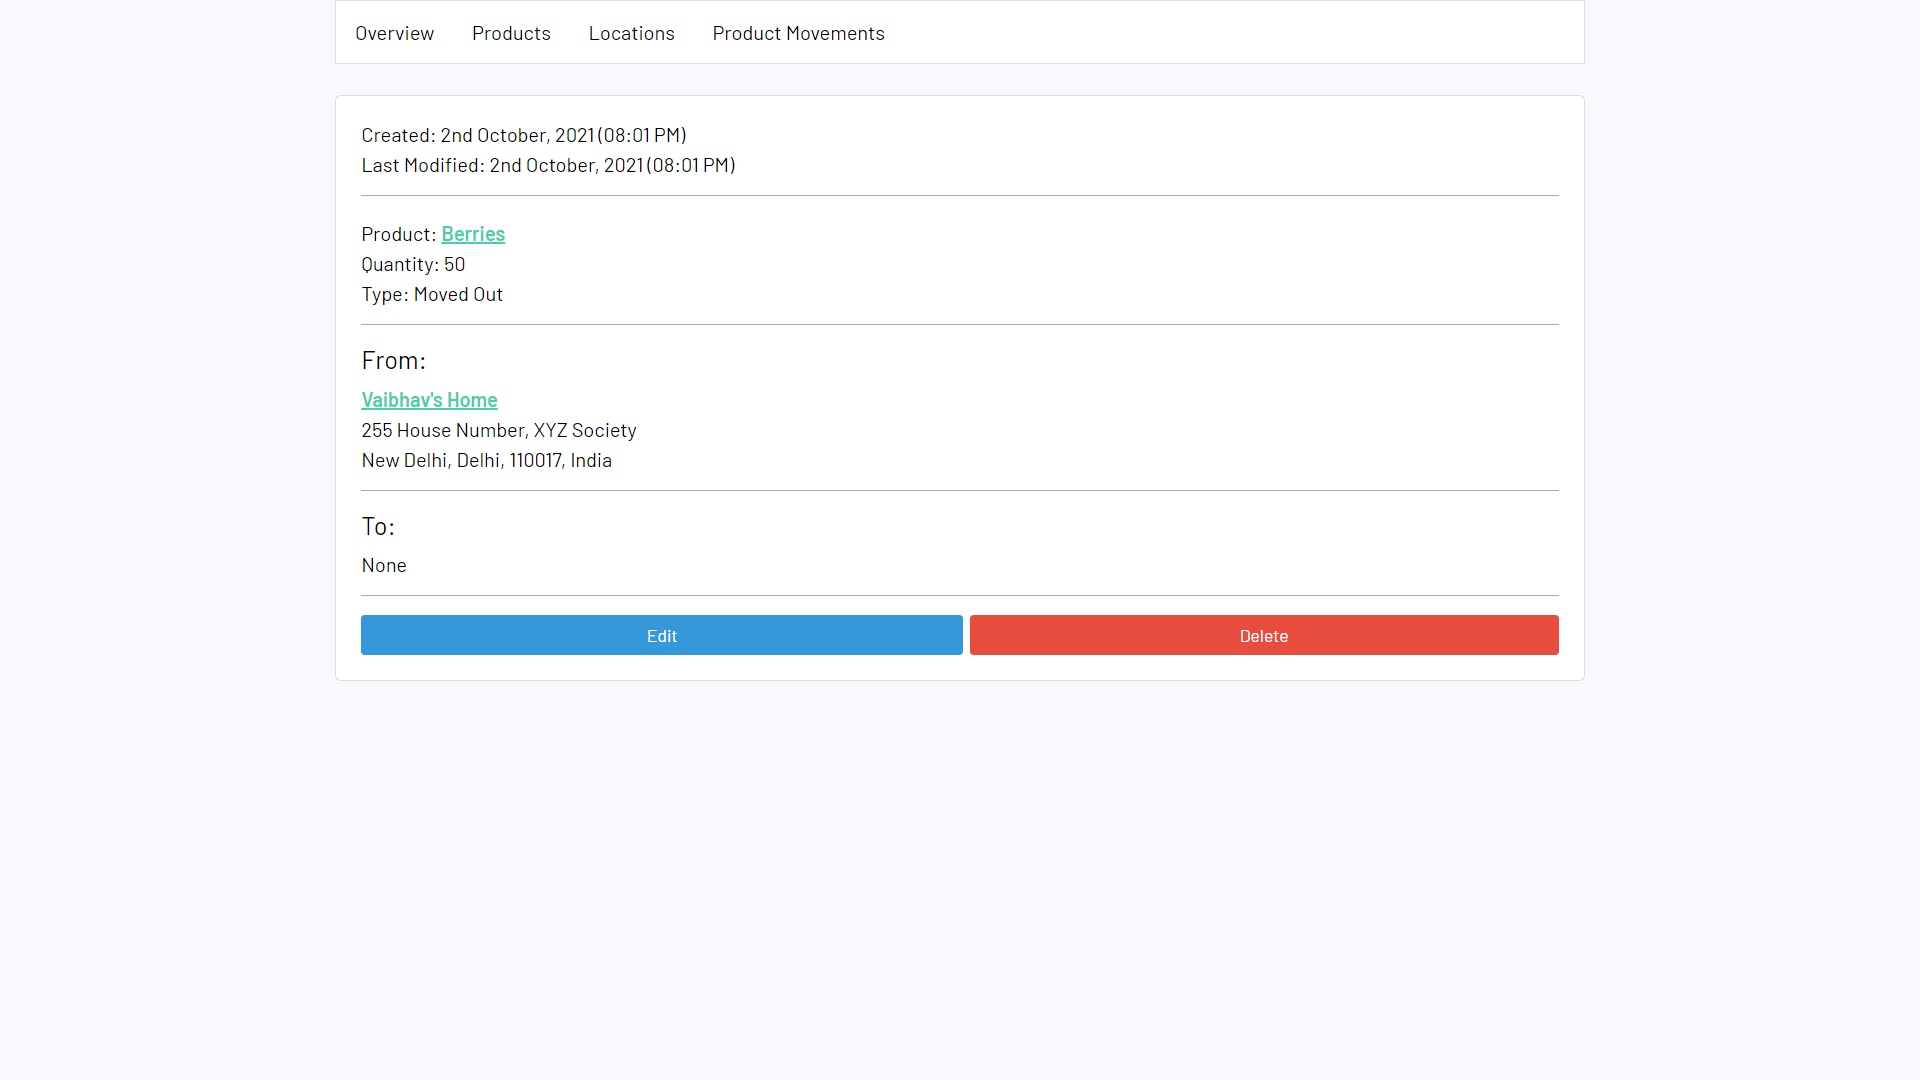 Overview Products Locations Product Movements
Created: 2nd October, 2021 (08:01 PM)
Last Modified: 2nd October, 2021 (08:01 PM)
Product: Berries
Quantity: 50
Type: Moved Out
From:
Vaibhav's Home
255 House Number, XYZ Society
New Delhi, Delhi, 110017, India
To:
None
Edit Delete